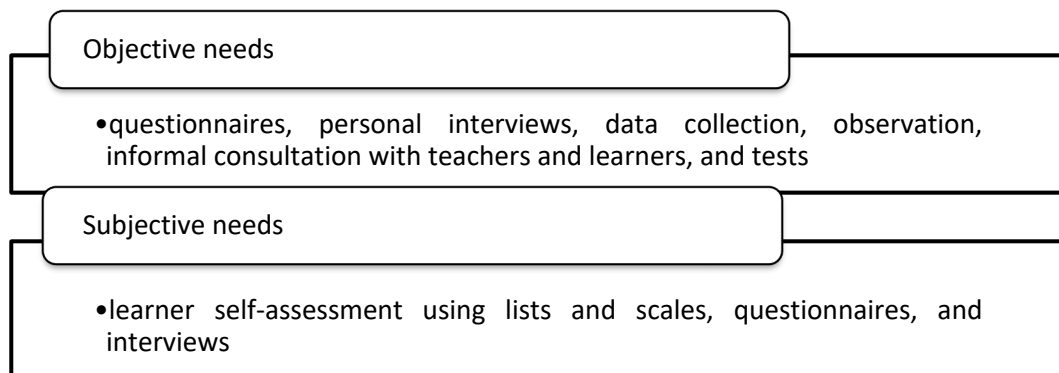 Objective needs
•questionnaires, personal interviews, data collection, observation,
informal consultation with teachers and learners, and tests
Subjective needs
•learner self-assessment using lists and scales, questionnaires, and
interviews